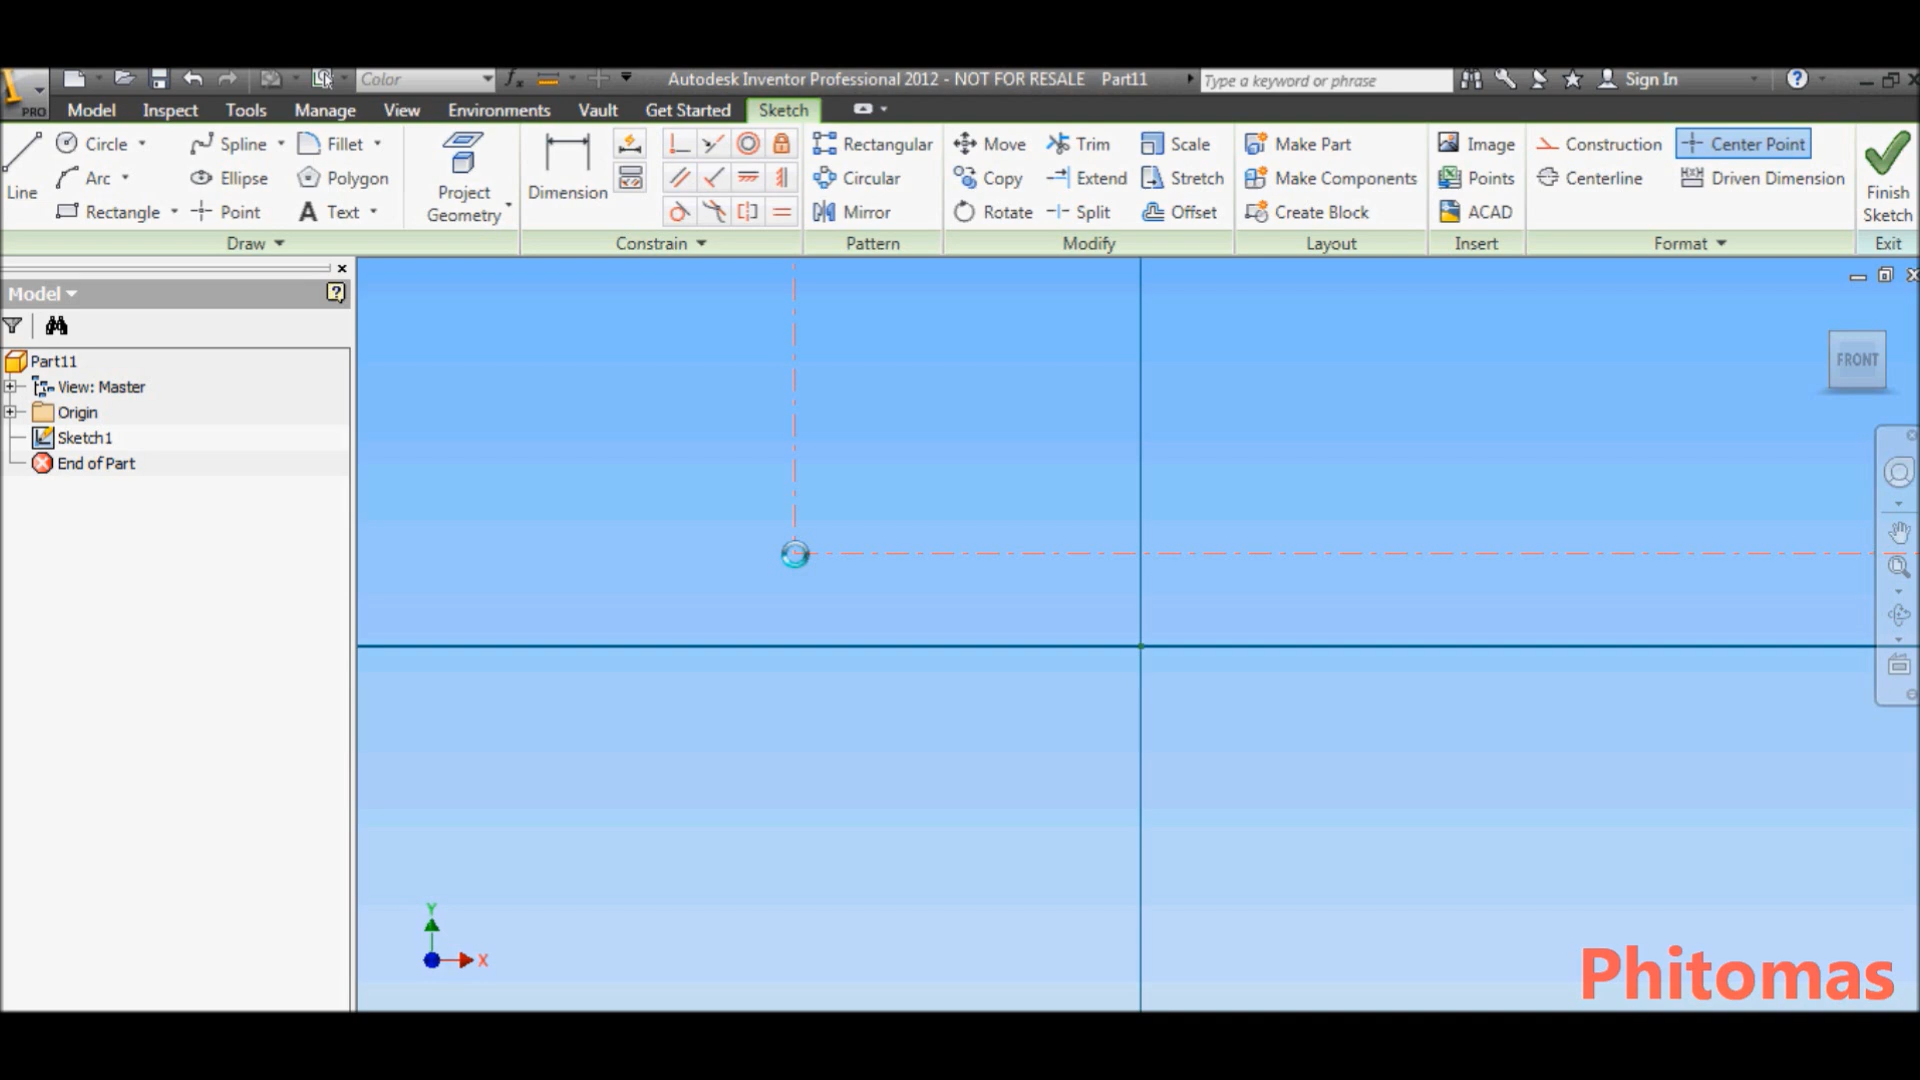 Color
Autodesk Inventor Professional 2012 - NOT FOR RESALE Part11
Type a keyword or phrase
Sign In
PRO
Model Inspect Tools Manage View Environments Vault Get Started Sketch
Circle Spline Fillet Rectangular Move Trim Scale Make Part Image Construction Center Point
Line Arc Ellipse Polygon Project Geometry Dimension Circular Copy Extend Stretch Make Components Points Centerline Driven Dimension Finish Sketch
Rectangle Point Text Mirror Rotate Split Offset Create Block ACAD
Draw Constrain Pattern Modify Layout Insert Format Exit
Model
Part11
View: Master
Origin
Sketch1
End of Part
FRONT
Y
X
Phitomas